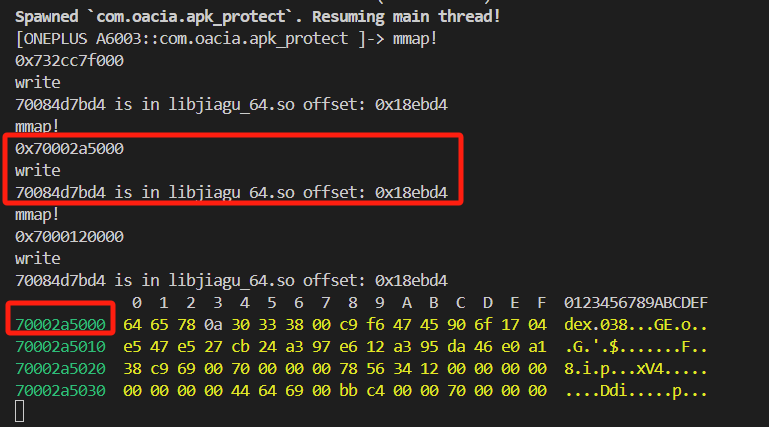 Spawned `com.oacia.apk_protect`. Resuming main thread!
[ONEPLUS A6003::com.oacia.apk_protect ]-> mmap!
0x732cc7f000
write
70084d7bd4 is in libjiagu_64.so offset: 0x18ebd4
mmap!
0x70002a5000
write
70084d7bd4 is in libjiagu_64.so offset: 0x18ebd4
mmap!
0x7000120000
write
70084d7bd4 is in libjiagu_64.so offset: 0x18ebd4
0 1 2 3 4 5 6 7 8 9 A B C D E F 0123456789ABCDEF
70002a5000 64 65 78 0a 30 33 38 00 c9 f6 47 45 90 6f 17 04 dex.038...GE.o..
70002a5010 e5 47 e5 27 cb 24 a3 97 e6 12 a3 95 da 46 e0 a1 .G.'.$.......F..
70002a5020 38 c9 69 00 70 00 00 00 78 56 34 12 00 00 00 00 8.i.p...xV4.....
70002a5030 00 00 00 00 44 64 69 00 bb c4 00 00 70 00 00 00 ....Ddi.....p...